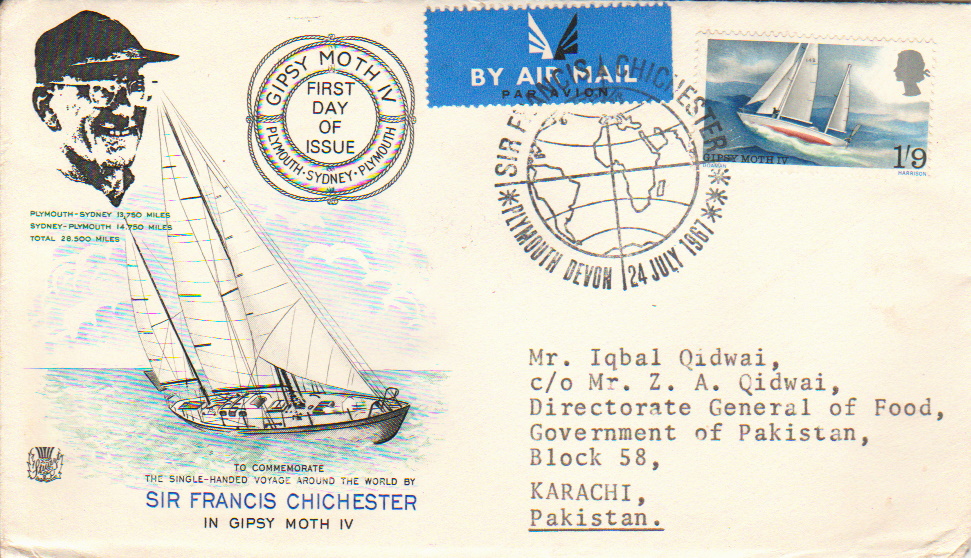 GIPSY MOTH IV
FIRST
DAY
OF
ISSUE
PLYMOUTH·SYDNEY·PLYMOUTH
PLYMOUTH-SYDNEY 13,750 MILES
SYDNEY-PLYMOUTH 14,750 MILES
TOTAL 28,500 MILES
TO COMMEMORATE
THE SINGLE-HANDED VOYAGE AROUND THE WORLD BY
SIR FRANCIS CHICHESTER
IN GIPSY MOTH IV
BY AIR MAIL
PAR AVION
SIR FRANCIS CHICHESTER
PLYMOUTH DEVON 24 JULY 1967
GIPSY MOTH IV
1'9
HARRISON
Mr. Iqbal Qidwai,
c/o Mr. Z. A. Qidwai,
Directorate General of Food,
Government of Pakistan,
Block 58,
KARACHI,
Pakistan.